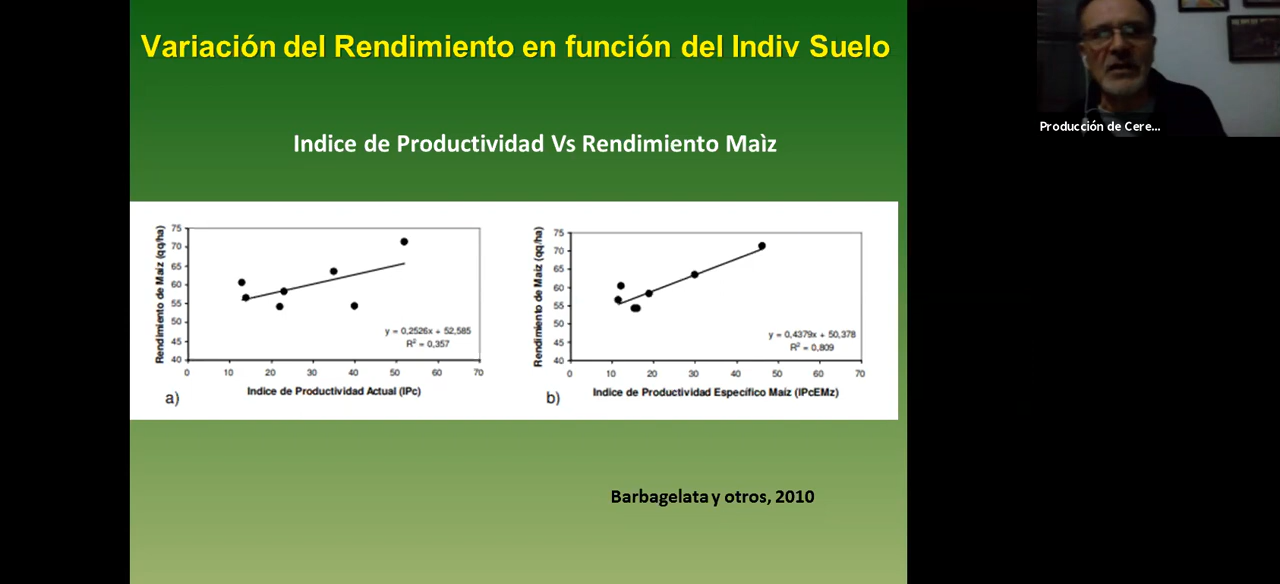 Variación del Rendimiento en función del Indiv Suelo
Producción de Cere...
Indice de Productividad Vs Rendimiento Maìz
Rendimiento de Maíz (qq/ha)
75
70
65
60
55
50
45
40
0 10 20 30 40 50 60 70
y = 0,2526x + 52,585
R² = 0,357
Indice de Productividad Actual (IPc)
a)
Rendimiento de Maíz (qq/ha)
75
70
65
60
55
50
45
40
0 10 20 30 40 50 60 70
y = 0,4379x + 50,378
R² = 0,809
Indice de Productividad Específico Maíz (IPcEMz)
b)
Barbagelata y otros, 2010